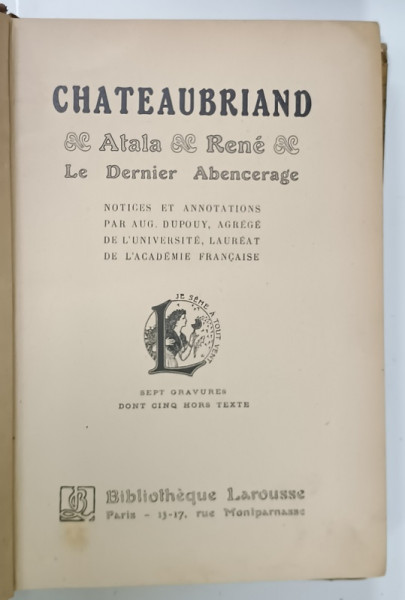 CHATEAUBRIAND
Atala René
Le Dernier Abencerage
NOTICES ET ANNOTATIONS
PAR AUG. DUPOUY, AGRÉGÉ
DE L'UNIVERSITÉ, LAURÉAT
DE L'ACADÉMIE FRANÇAISE
JE SÈME À TOUT VENT
L
SEPT GRAVURES
DONT CINQ HORS TEXTE
Bibliothèque Larousse
Paris - 13-17, rue Montparnasse